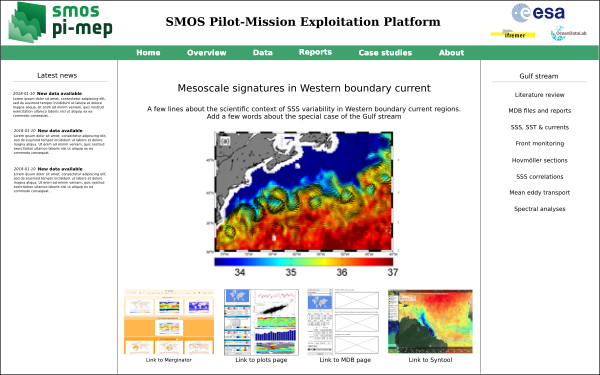 smos
pi-mep
SMOS Pilot-Mission Exploitation Platform
esa
ifremer
OceanDataLab
Home Overview Data Reports Case studies About
Latest news
2018-01-10 New data available
Lorem ipsum dolor sit amet, consectetur adipiscing elit,
sed do eiusmod tempor incididunt ut labore et dolore
magna aliqua. Ut enim ad minim veniam, quis nostrud
exercitation ullamco laboris nisi ut aliquip ex ea
commodo consequat...
2018-01-10 New data available
Lorem ipsum dolor sit amet, consectetur adipiscing elit,
sed do eiusmod tempor incididunt ut labore et dolore
magna aliqua. Ut enim ad minim veniam, quis nostrud
exercitation ullamco laboris nisi ut aliquip ex ea
commodo consequat...
2018-01-10 New data available
Lorem ipsum dolor sit amet, consectetur adipiscing elit,
sed do eiusmod tempor incididunt ut labore et dolore
magna aliqua. Ut enim ad minim veniam, quis nostrud
exercitation ullamco laboris nisi ut aliquip ex ea
commodo consequat...
Mesoscale signatures in Western boundary current
A few lines about the scientific context of SSS variability in Western boundary current regions.
Add a few words about the special case of the Gulf stream
34 35 36 37
Link to Merginator
Link to plots page
Link to MDB page
Link to Syntool
Gulf stream
Literature review
MDB files and reports
SSS, SST & currents
Front monitoring
Hovmöller sections
SSS correlations
Mean eddy transport
Spectral analyses